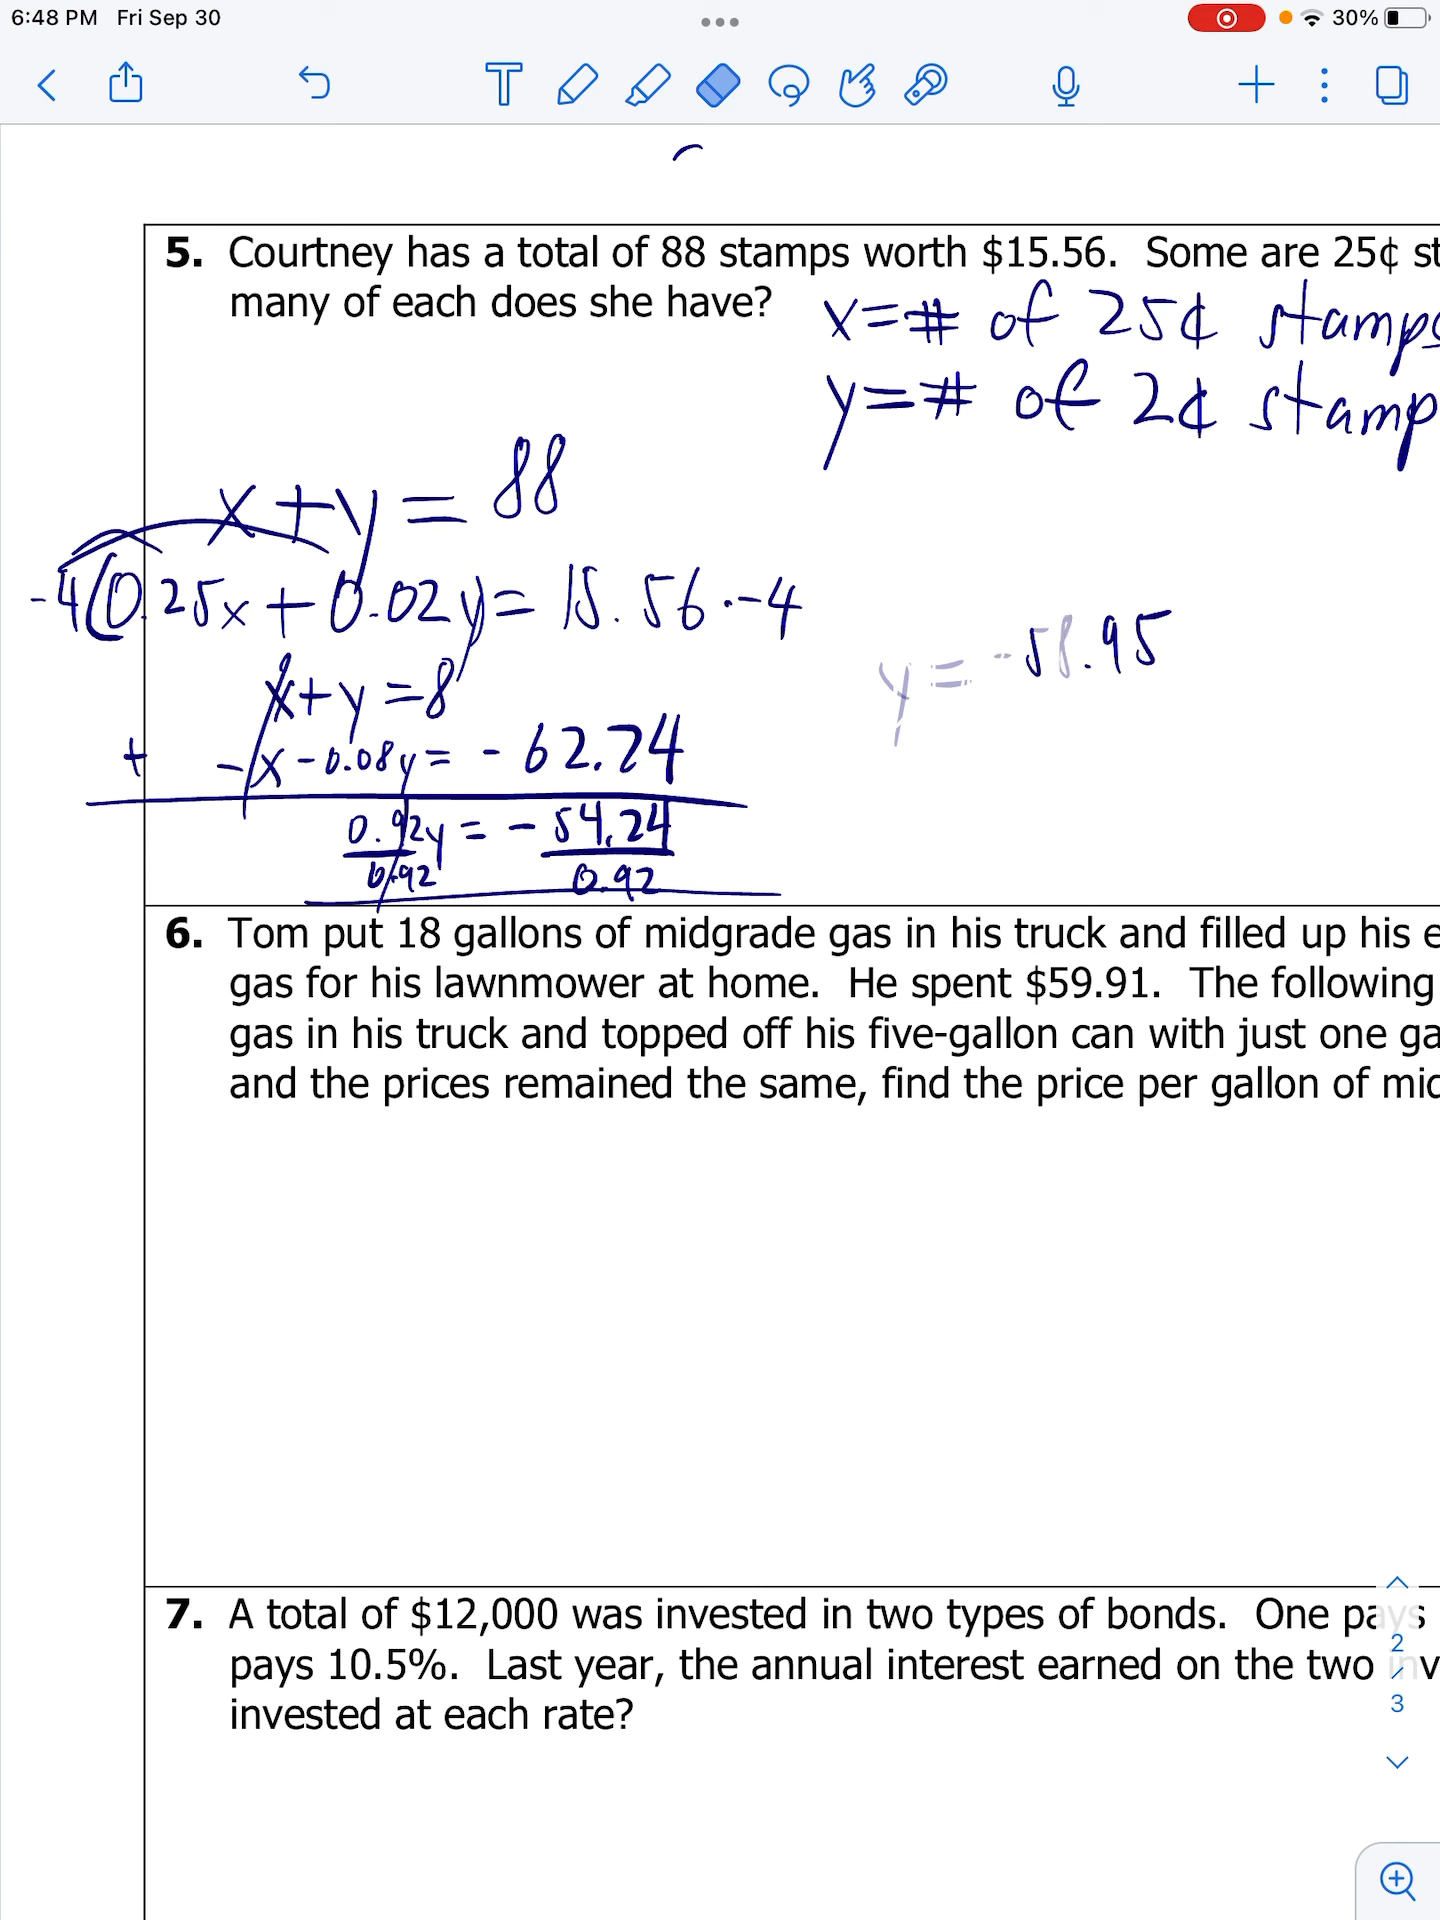 6:48 PM Fri Sep 30
30%
5. Courtney has a total of 88 stamps worth $15.56. Some are 25¢ st
many of each does she have?
x = # of 25¢ stamps
y = # of 2¢ stamp
x + y = 88
-4(0.25x + 0.02y = 15.56 · -4
y = -58.95
x + y = 8
+ -x - 0.08y = - 62.24
0.92y = - 54.24
0.92 0.92
6. Tom put 18 gallons of midgrade gas in his truck and filled up his e
gas for his lawnmower at home. He spent $59.91. The following
gas in his truck and topped off his five-gallon can with just one ga
and the prices remained the same, find the price per gallon of mid
7. A total of $12,000 was invested in two types of bonds. One pays
pays 10.5%. Last year, the annual interest earned on the two inv
invested at each rate?
2
/
3